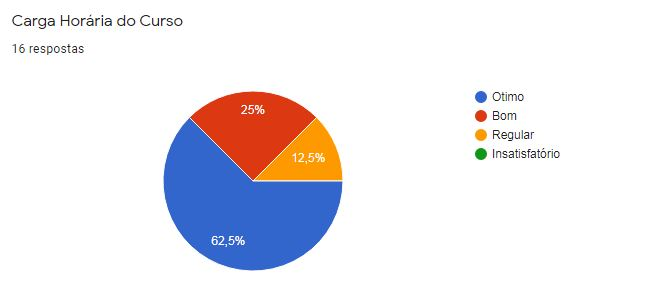 Carga Horária do Curso
16 respostas
25%
12,5%
62,5%
Otimo
Bom
Regular
Insatisfatório